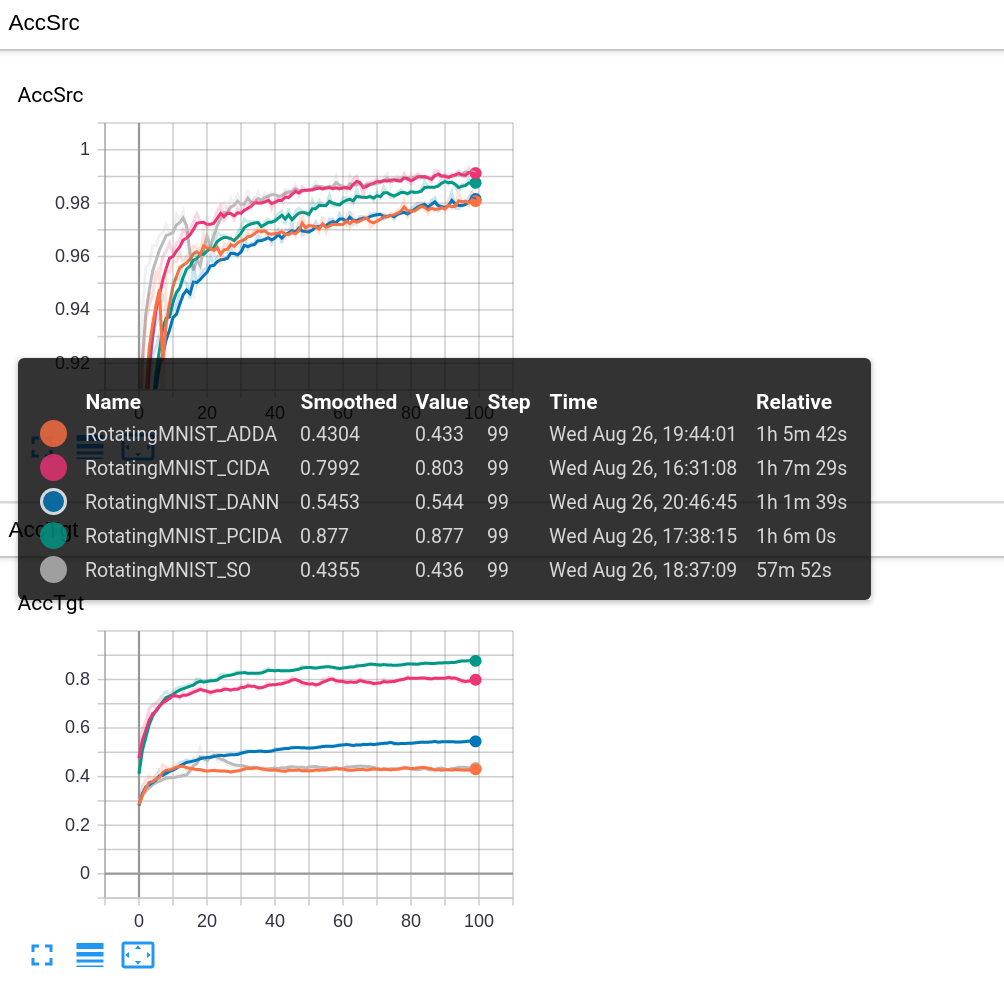 AccSrc
AccSrc
1
0.98
0.96
0.94
0.92
0 20 40 60 80 100
Name Smoothed Value Step Time Relative
RotatingMNIST_ADDA 0.4304 0.433 99 Wed Aug 26, 19:44:01 1h 5m 42s
RotatingMNIST_CIDA 0.7992 0.803 99 Wed Aug 26, 16:31:08 1h 7m 29s
RotatingMNIST_DANN 0.5453 0.544 99 Wed Aug 26, 20:46:45 1h 1m 39s
AccTgt
RotatingMNIST_PCIDA 0.877 0.877 99 Wed Aug 26, 17:38:15 1h 6m 0s
RotatingMNIST_SO 0.4355 0.436 99 Wed Aug 26, 18:37:09 57m 52s
AccTgt
0.8
0.6
0.4
0.2
0
0 20 40 60 80 100